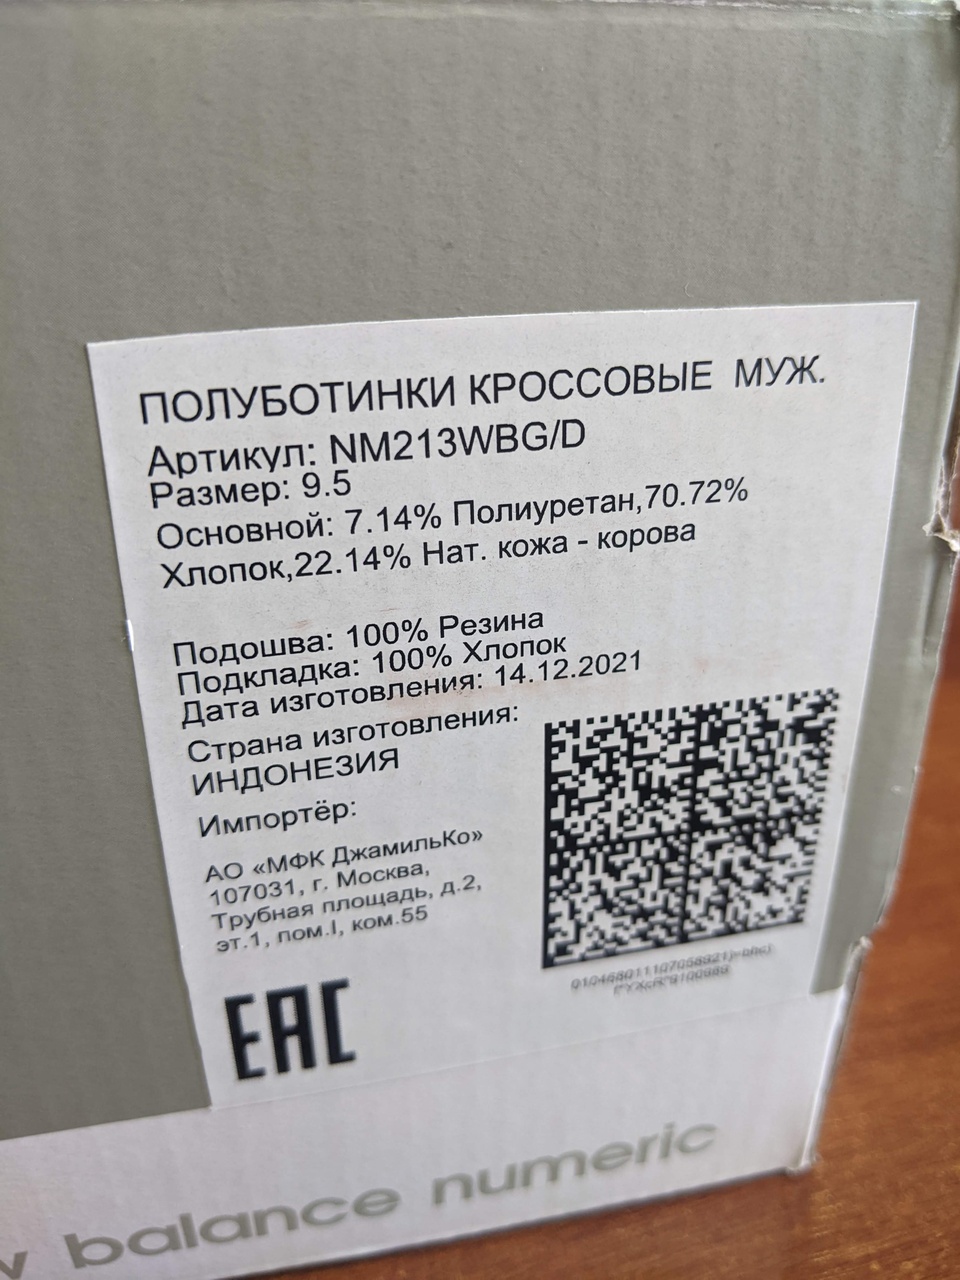 ПОЛУБОТИНКИ КРОССОВЫЕ МУЖ.
Артикул: NM213WBG/D
Размер: 9.5
Основной: 7.14% Полиуретан,70.72%
Хлопок,22.14% Нат. кожа - корова
Подошва: 100% Резина
Подкладка: 100% Хлопок
Дата изготовления: 14.12.2021
Страна изготовления:
ИНДОНЕЗИЯ
Импортёр:
АО «МФК ДжамильКо»
107031, г. Москва,
Трубная площадь, д.2,
эт.1, пом.I, ком.55
EAC
balance numeric